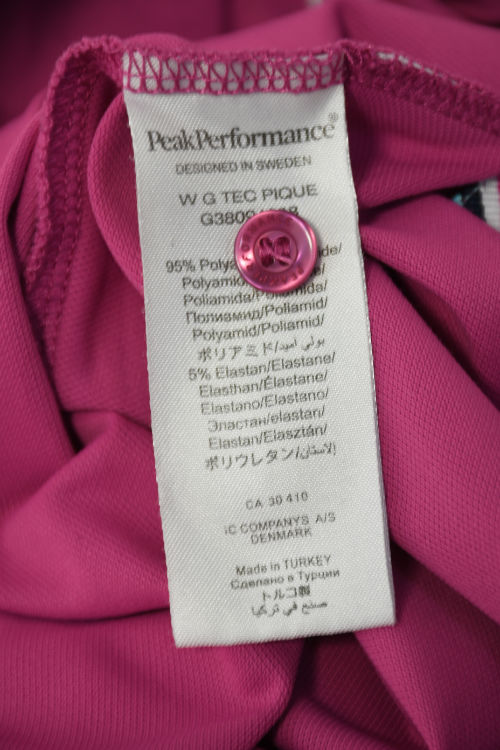 PeakPerformance®
DESIGNED IN SWEDEN
W G TEC PIQUE
95%
Polyamid
Poliamida/Poliamida/
Полиамид/Poliamid/
Polyamid/Poliamid/
ポリアミド/بولي اميد/
5% Elastan/Elastane/
Elasthan/Élastane/
Elastano/Elastano/
Эластан/elastan/
Elastan/Elasztán/
ポリウレタン/الاستان/
CA 30 410
IC COMPANYS A/S
DENMARK
Made in TURKEY
Сделано в Турции
トルコ製
صنع في تركيا